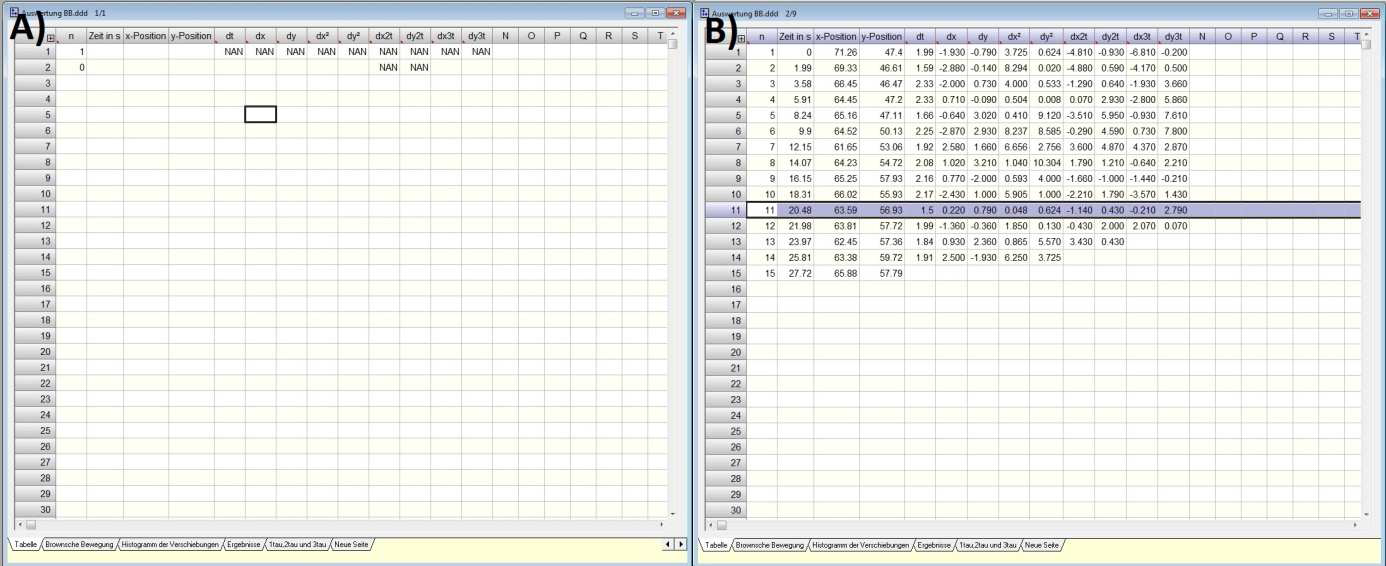 A)
Auswertung BB.ddd 1/1
n Zeit in s x-Position y-Position dt dx dy dx² dy² dx2t dy2t dx3t dy3t N O P Q R S T
1 1 NAN NAN NAN NAN NAN NAN NAN NAN NAN
2 0 NAN NAN
3
4
5
6
7
8
9
10
11
12
13
14
15
16
17
18
19
20
21
22
23
24
25
26
27
28
29
30
Tabelle Brownsche Bewegung Histogramm der Verschiebungen Ergebnisse 1tau,2tau und 3tau Neue Seite
B)
Auswertung BB.ddd 2/9
n Zeit in s x-Position y-Position dt dx dy dx² dy² dx2t dy2t dx3t dy3t N O P Q R S T
1 1 0 71.26 47.4 1.99 -1.930 -0.790 3.725 0.624 -4.810 -0.930 -6.810 -0.200
2 2 1.99 69.33 46.61 1.59 -2.880 -0.140 8.294 0.020 -4.880 0.590 -4.170 0.500
3 3 3.58 66.45 46.47 2.33 -2.000 0.730 4.000 0.533 -1.290 0.640 -1.930 3.660
4 4 5.91 64.45 47.2 2.33 0.710 -0.090 0.504 0.008 0.070 2.930 -2.800 5.860
5 5 8.24 65.16 47.11 1.66 -0.640 3.020 0.410 9.120 -3.510 5.950 -0.930 7.610
6 6 9.9 64.52 50.13 2.25 -2.870 2.930 8.237 8.585 -0.290 4.590 0.730 7.800
7 7 12.15 61.65 53.06 1.92 2.580 1.660 6.656 2.756 3.600 4.870 4.370 2.870
8 8 14.07 64.23 54.72 2.08 1.020 3.210 1.040 10.304 1.790 1.210 -0.640 2.210
9 9 16.15 65.25 57.93 2.16 0.770 -2.000 0.593 4.000 -1.660 -1.000 -1.440 -0.210
10 10 18.31 66.02 55.93 2.17 -2.430 1.000 5.905 1.000 -2.210 1.790 -3.570 1.430
11 11 20.48 63.59 56.93 1.5 0.220 0.790 0.048 0.624 -1.140 0.430 -0.210 2.790
12 12 21.98 63.81 57.72 1.99 -1.360 -0.360 1.850 0.130 -0.430 2.000 2.070 0.070
13 13 23.97 62.45 57.36 1.84 0.930 2.360 0.865 5.570 3.430 0.430
14 14 25.81 63.38 59.72 1.91 2.500 -1.930 6.250 3.725
15 15 27.72 65.88 57.79
16
17
18
19
20
21
22
23
24
25
26
27
28
29
30
Tabelle Brownsche Bewegung Histogramm der Verschiebungen Ergebnisse 1tau,2tau und 3tau Neue Seite